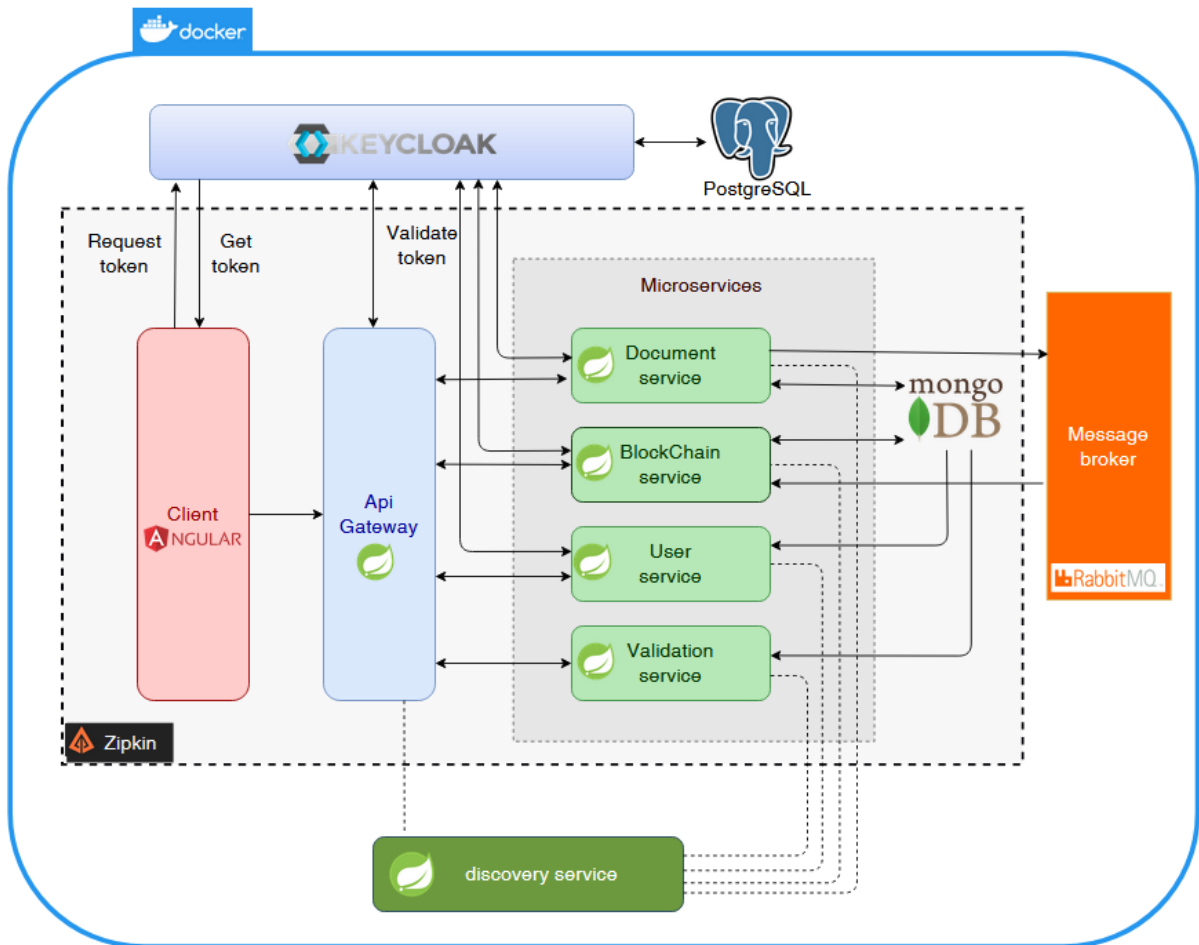 docker
KEYCLOAK
PostgreSQL
Request
token
Get
token
Validate
token
Microservices
Document
service
mongo
DB
BlockChain
service
Message
broker
Client
ANGULAR
Api
Gateway
User
service
RabbitMQ
Validation
service
Zipkin
discovery service